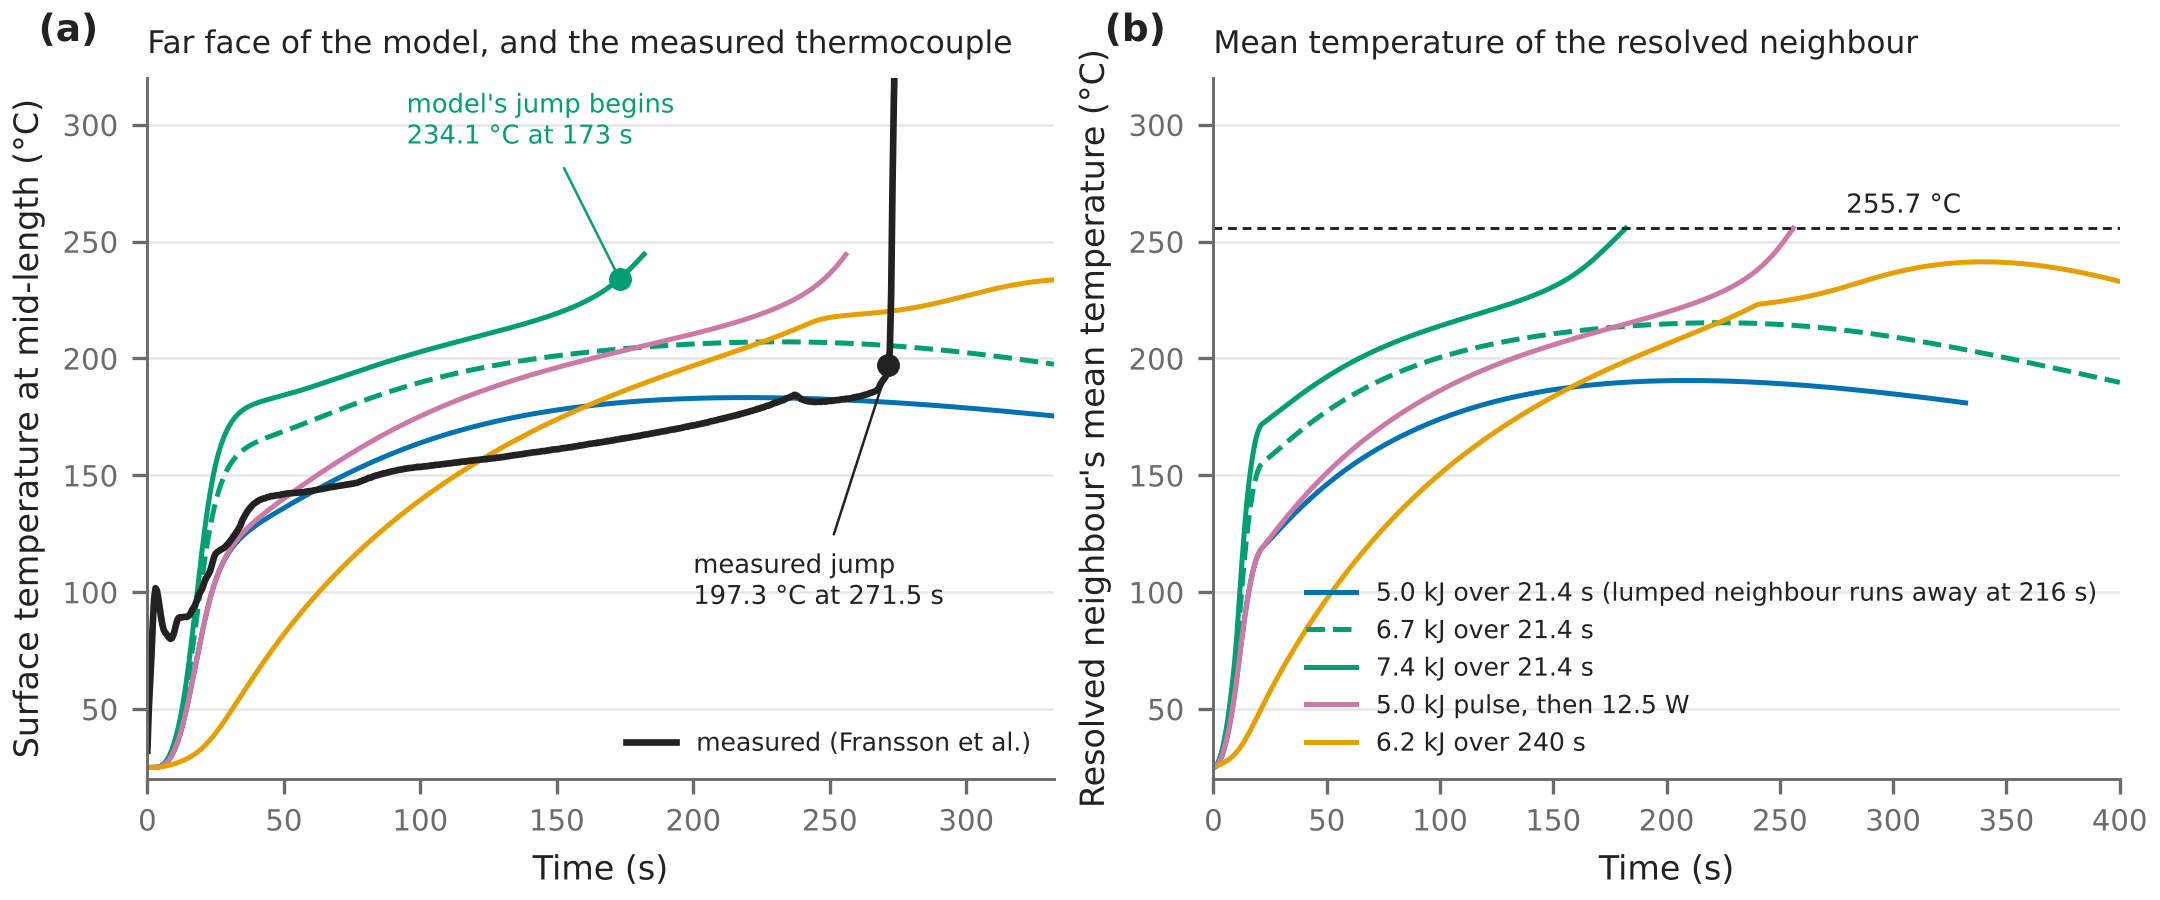 (a)
Far face of the model, and the measured thermocouple
Surface temperature at mid-length (°C)
300
250
200
150
100
50
model's jump begins
234.1 °C at 173 s
measured jump
197.3 °C at 271.5 s
measured (Fransson et al.)
0 50 100 150 200 250 300
Time (s)
(b)
Mean temperature of the resolved neighbour
Resolved neighbour's mean temperature (°C)
300
250
200
150
100
50
255.7 °C
5.0 kJ over 21.4 s (lumped neighbour runs away at 216 s)
6.7 kJ over 21.4 s
7.4 kJ over 21.4 s
5.0 kJ pulse, then 12.5 W
6.2 kJ over 240 s
0 50 100 150 200 250 300 350 400
Time (s)